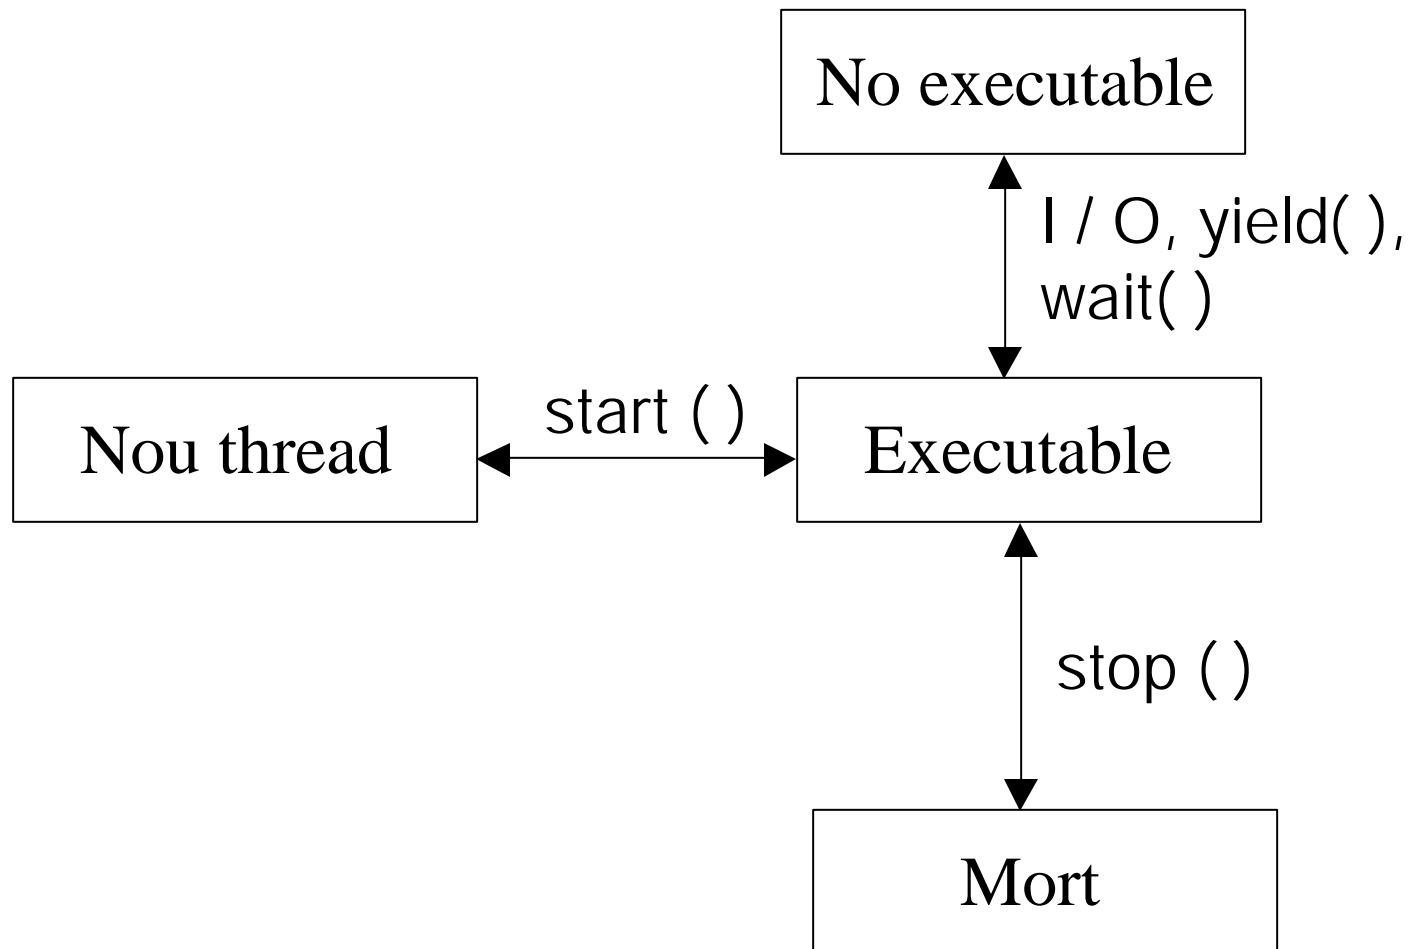 No executable
I / O, yield( ),
wait( )
start ( )
Nou thread
Executable
stop ( )
Mort